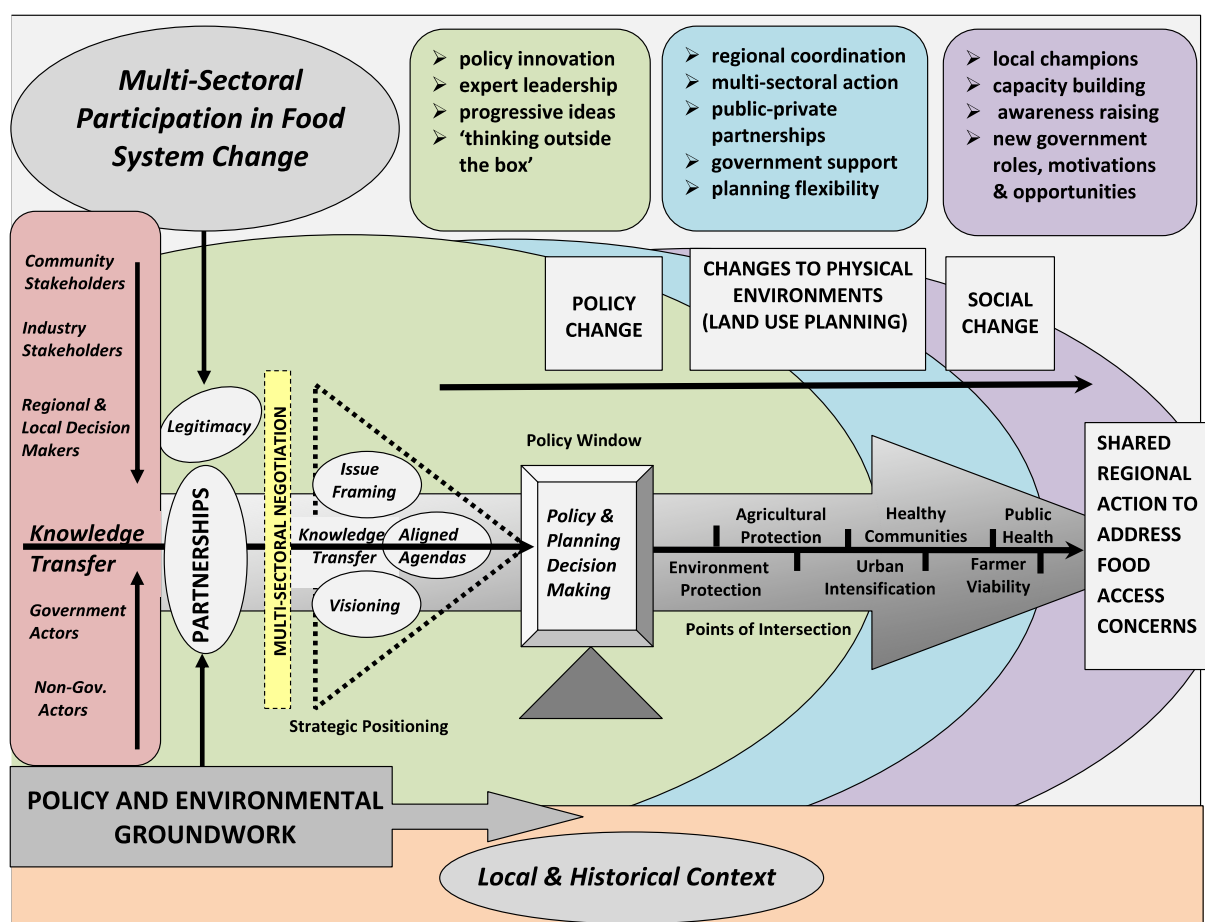 Multi-Sectoral
Participation in Food
System Change
➢ policy innovation
➢ expert leadership
➢ progressive ideas
➢ ‘thinking outside
the box’
➢ regional coordination
➢ multi-sectoral action
➢ public-private
partnerships
➢ government support
➢ planning flexibility
➢ local champions
➢ capacity building
➢ awareness raising
➢ new government
roles, motivations
& opportunities
Community
Stakeholders
Industry
Stakeholders
Regional &
Local Decision
Makers
Knowledge
Transfer
Government
Actors
Non-Gov.
Actors
Legitimacy
PARTNERSHIPS
MULTI-SECTORAL NEGOTIATION
Issue
Framing
Knowledge
Transfer
Aligned
Agendas
Visioning
Strategic Positioning
POLICY
CHANGE
CHANGES TO PHYSICAL
ENVIRONMENTS
(LAND USE PLANNING)
SOCIAL
CHANGE
Policy Window
Policy &
Planning
Decision
Making
Agricultural
Protection
Healthy
Communities
Public
Health
Environment
Protection
Urban
Intensification
Farmer
Viability
Points of Intersection
SHARED
REGIONAL
ACTION TO
ADDRESS
FOOD
ACCESS
CONCERNS
POLICY AND ENVIRONMENTAL
GROUNDWORK
Local & Historical Context